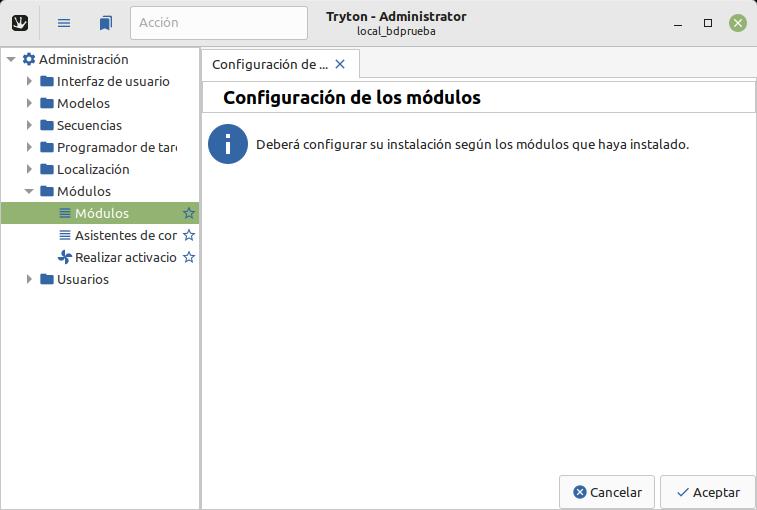 Acción
Tryton - Administrator
local_bdprueba
Administración
Interfaz de usuario
Modelos
Secuencias
Programador de tar
Localización
Módulos
Módulos
Asistentes de cor
Realizar activacio
Usuarios
Configuración de ...
Configuración de los módulos
Deberá configurar su instalación según los módulos que haya instalado.
Cancelar
Aceptar